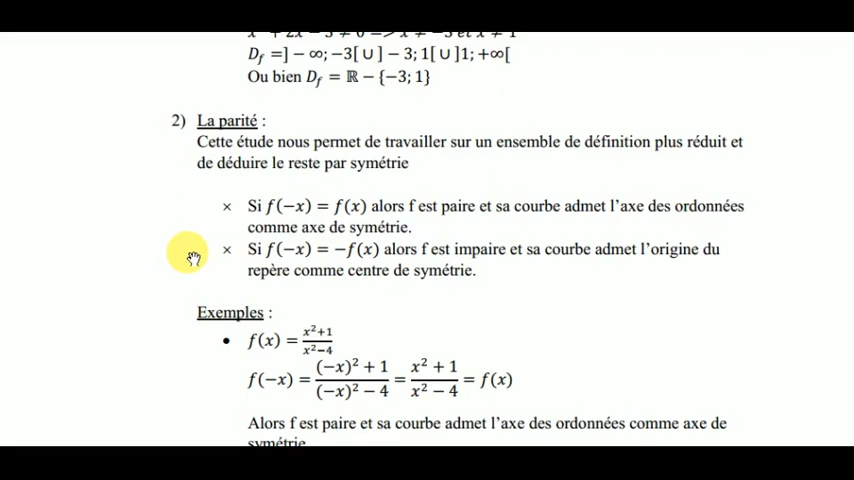 D_f =] − ∞; −3[ ∪ ] − 3; 1[ ∪ ]1; +∞[
Ou bien D_f = ℝ − {−3; 1}
2) La parité :
Cette étude nous permet de travailler sur un ensemble de définition plus réduit et
de déduire le reste par symétrie
× Si f(−x) = f(x) alors f est paire et sa courbe admet l’axe des ordonnées
comme axe de symétrie.
× Si f(−x) = −f(x) alors f est impaire et sa courbe admet l’origine du
repère comme centre de symétrie.
Exemples :
• f(x) = (x²+1)/(x²−4)
f(−x) = ((−x)² + 1)/((−x)² − 4) = (x² + 1)/(x² − 4) = f(x)
Alors f est paire et sa courbe admet l’axe des ordonnées comme axe de
symétrie